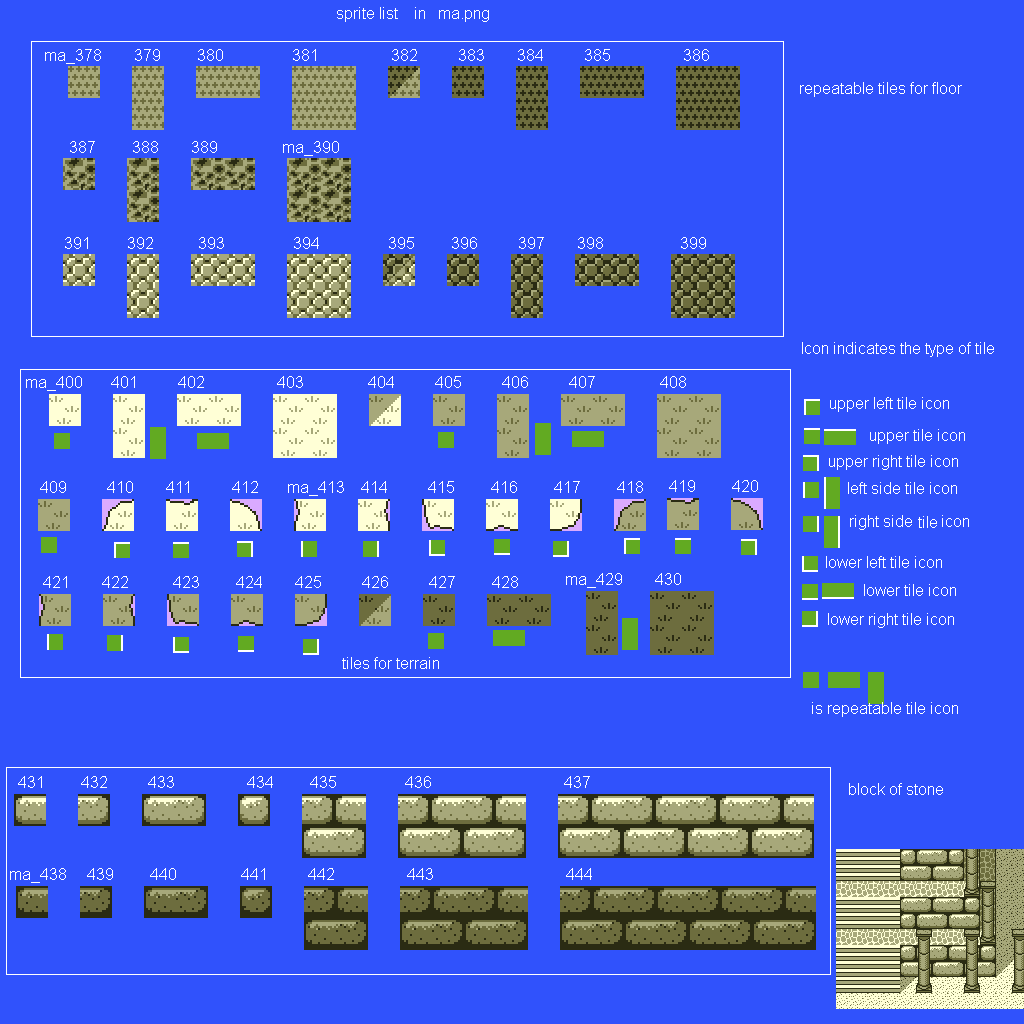 sprite list in ma.png
ma_378 379 380 381 382 383 384 385 386
repeatable tiles for floor
387 388 389 ma_390
391 392 393 394 395 396 397 398 399
Icon indicates the type of tile
ma_400 401 402 403 404 405 406 407 408
upper left tile icon
upper tile icon
upper right tile icon
left side tile icon
409 410 411 412 ma_413 414 415 416 417 418 419 420
right side tile icon
lower left tile icon
421 422 423 424 425 426 427 428 ma_429 430
lower tile icon
lower right tile icon
tiles for terrain
is repeatable tile icon
431 432 433 434 435 436 437
block of stone
ma_438 439 440 441 442 443 444